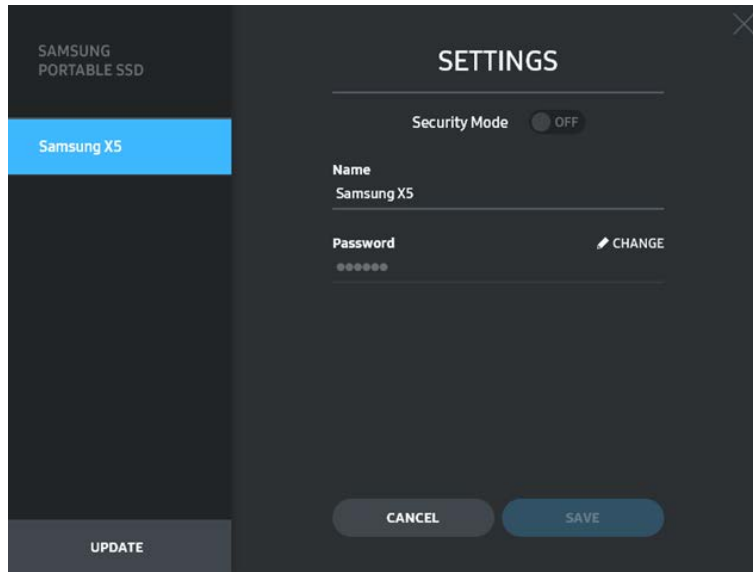 SAMSUNG
PORTABLE SSD
Samsung X5
UPDATE
SETTINGS
Security Mode OFF
Name
Samsung X5
Password CHANGE
CANCEL SAVE